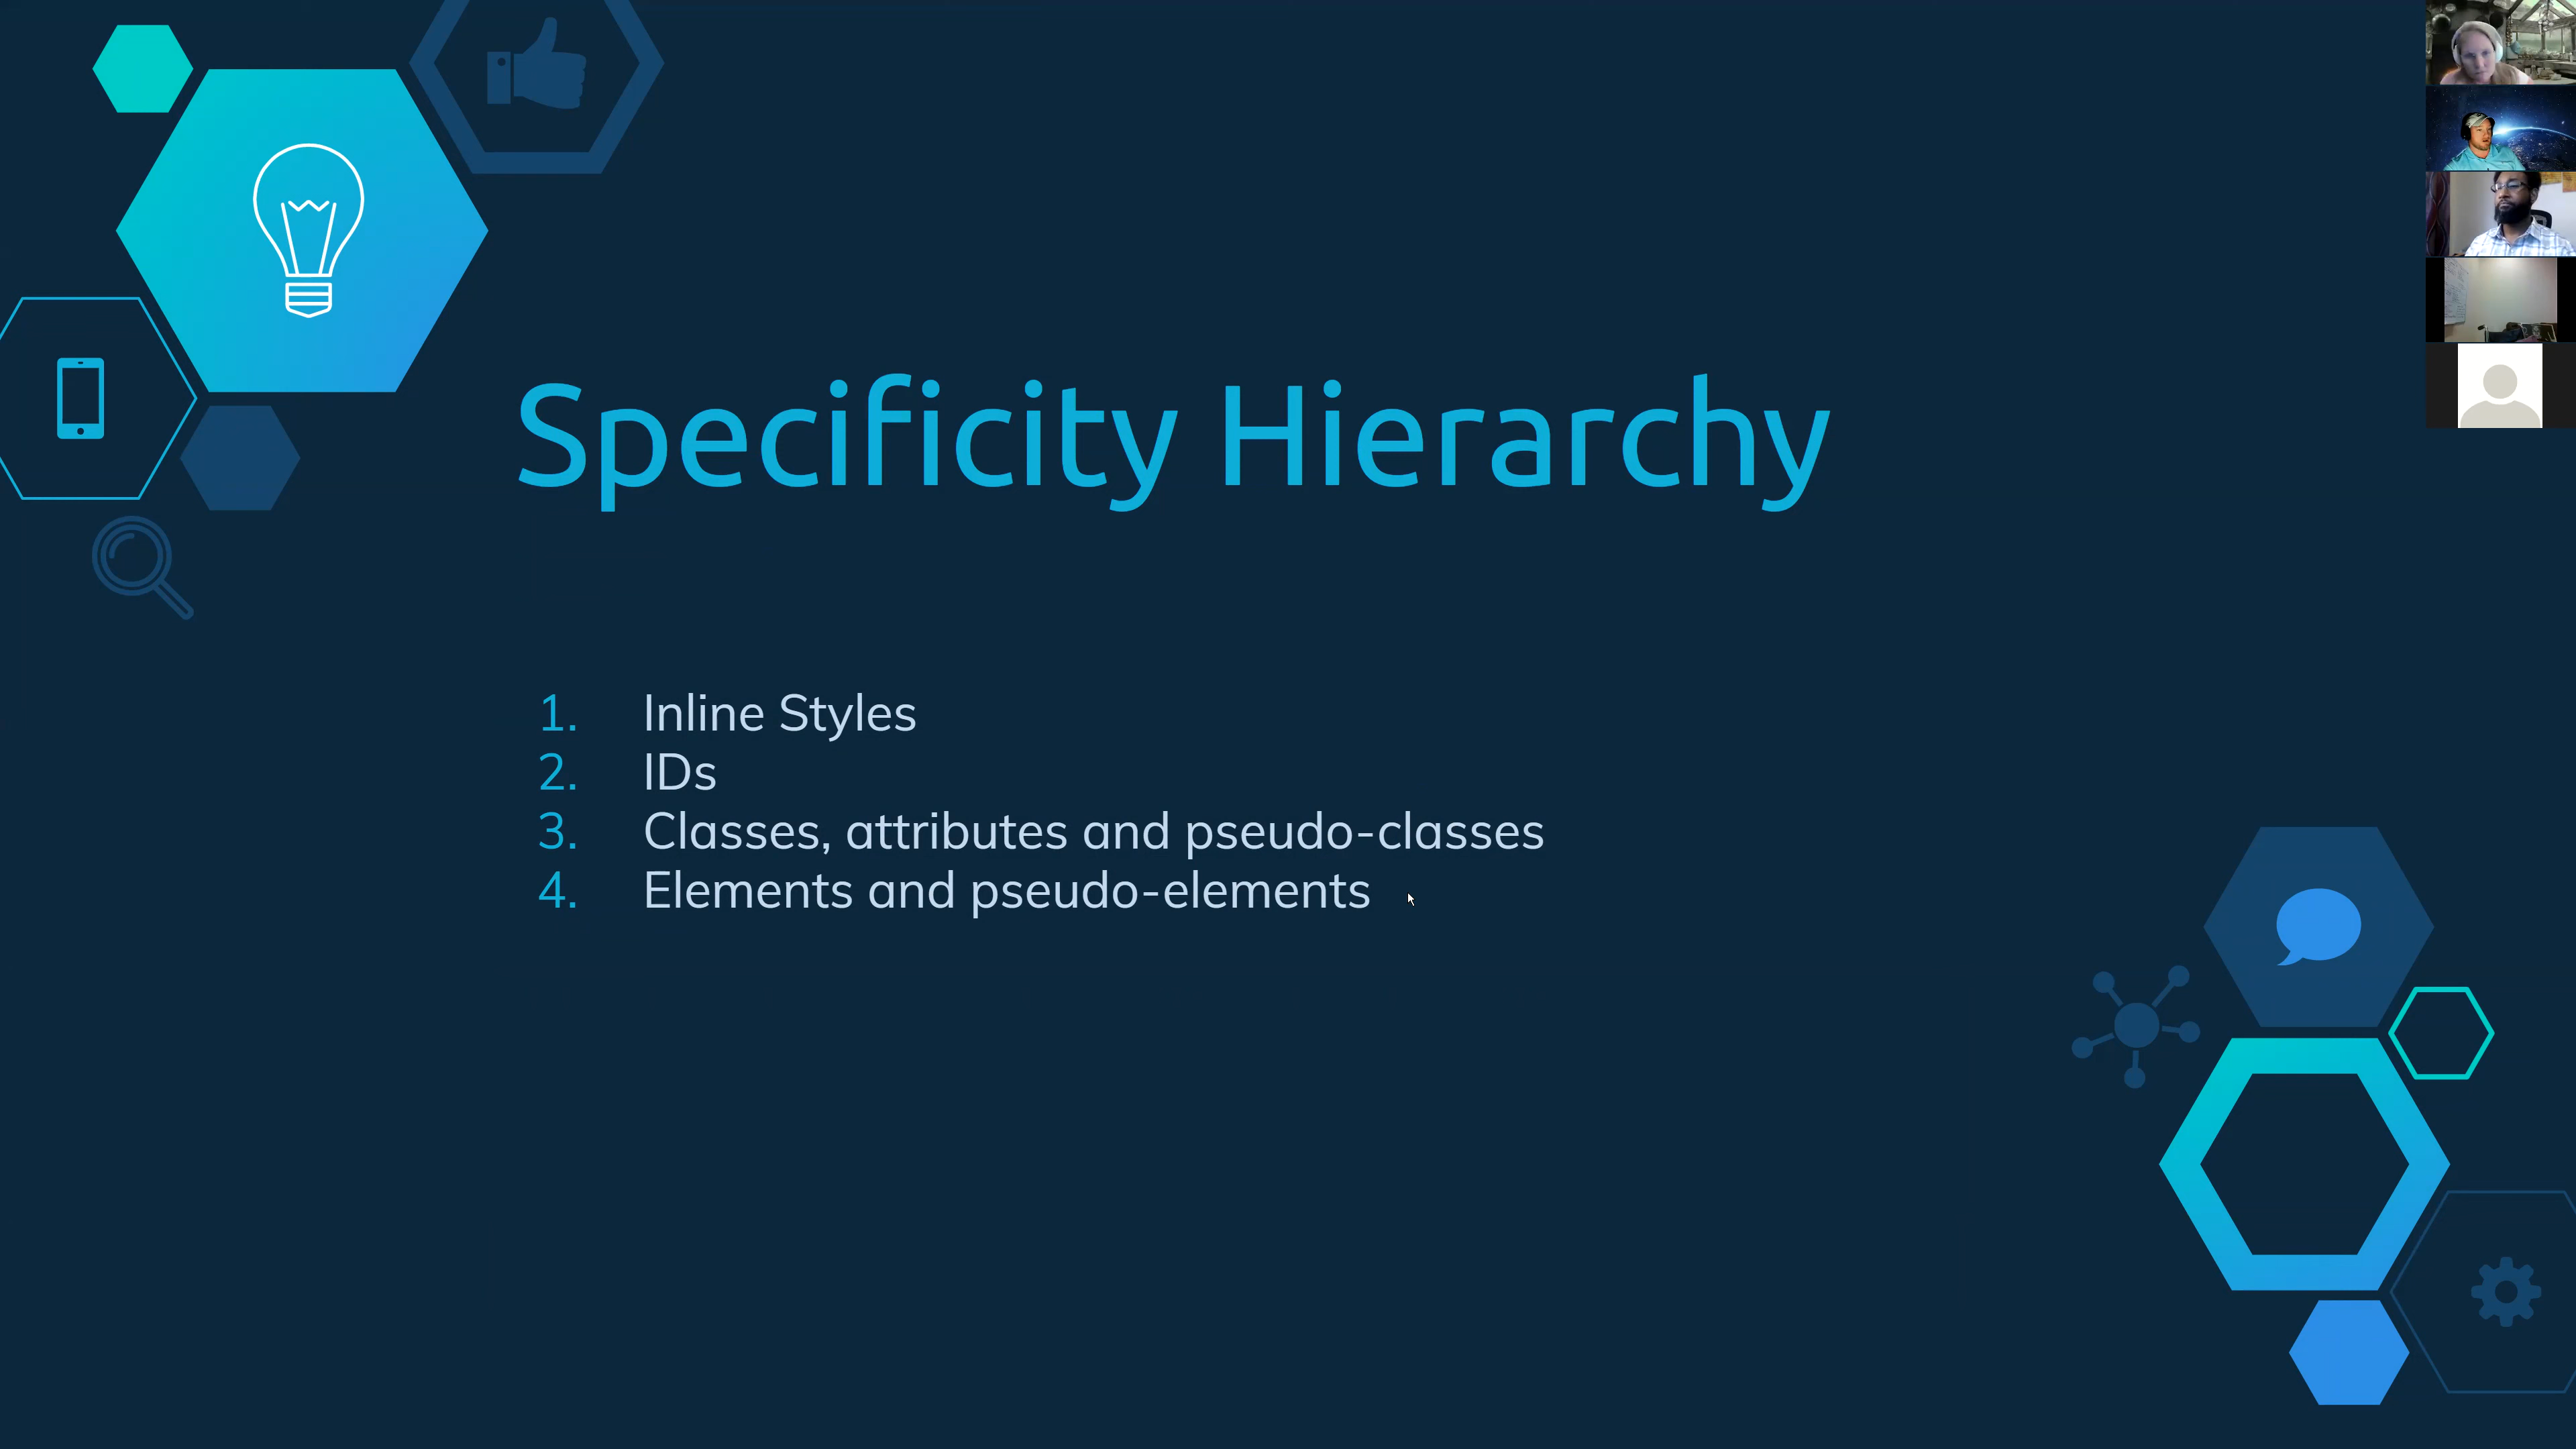 Specificity Hierarchy
1. Inline Styles
2. IDs
3. Classes, attributes and pseudo-classes
4. Elements and pseudo-elements